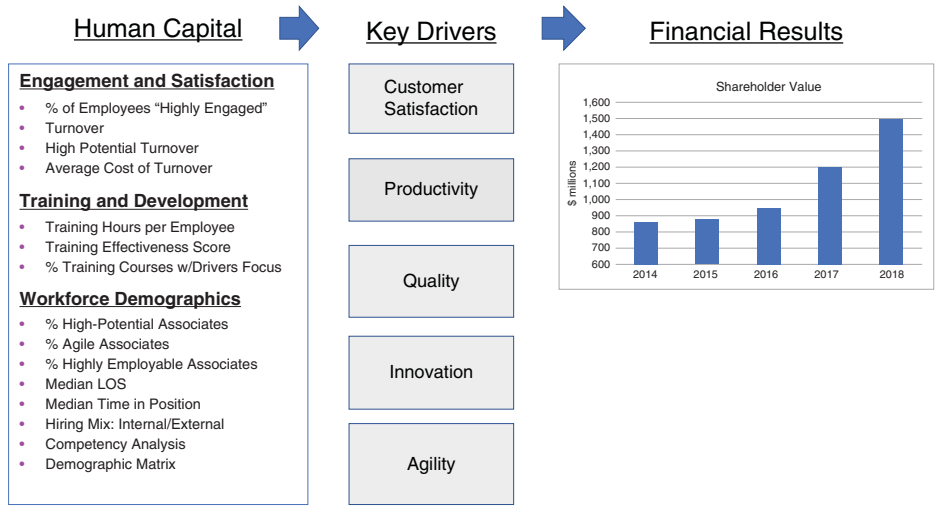 Human Capital
Key Drivers
Financial Results
Engagement and Satisfaction
• % of Employees “Highly Engaged”
• Turnover
• High Potential Turnover
• Average Cost of Turnover
Training and Development
• Training Hours per Employee
• Training Effectiveness Score
• % Training Courses w/Drivers Focus
Workforce Demographics
• % High-Potential Associates
• % Agile Associates
• % Highly Employable Associates
• Median LOS
• Median Time in Position
• Hiring Mix: Internal/External
• Competency Analysis
• Demographic Matrix
Customer
Satisfaction
Productivity
Quality
Innovation
Agility
Shareholder Value
$ millions
1,600
1,500
1,400
1,200
1,100
1,000
900
800
700
600
2014 2015 2016 2017 2018